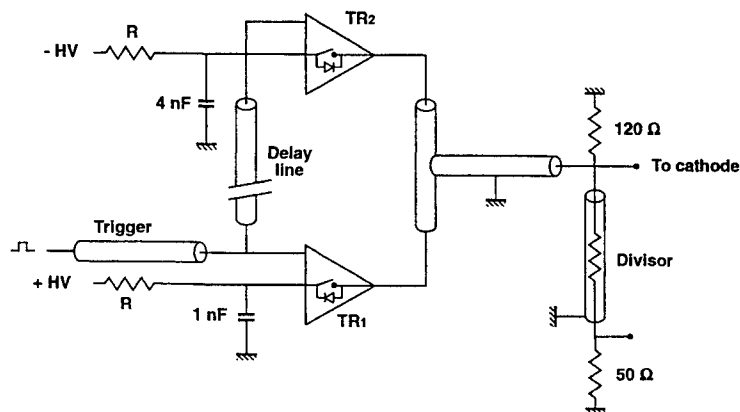 TR2
R
- HV
4 nF
120 Ω
Delay
line
To cathode
Trigger
Divisor
+ HV
R
1 nF
TR1
50 Ω